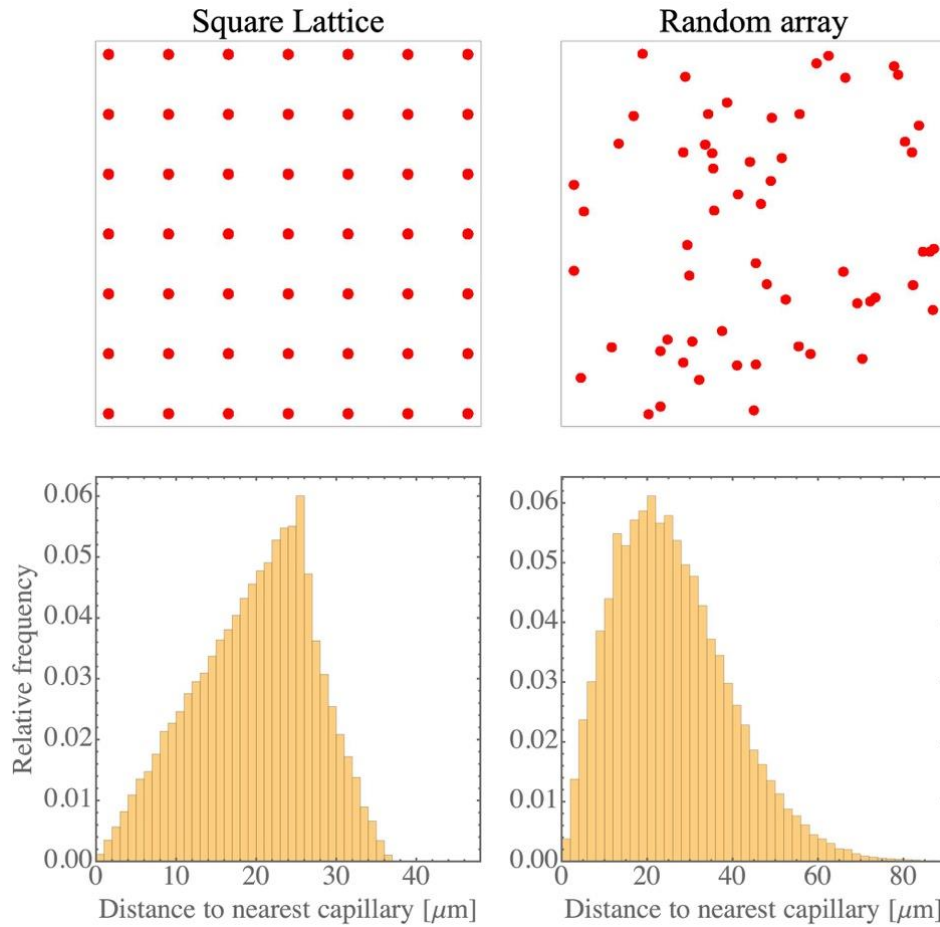 Square Lattice
Random array
Relative frequency
0.06
0.05
0.04
0.03
0.02
0.01
0.00
0 10 20 30
Distance to nearest capillary [μm]
0.06
0.05
0.04
0.03
0.02
0.01
0.00
0 20 40 60 80
Distance to nearest capillary [μm]